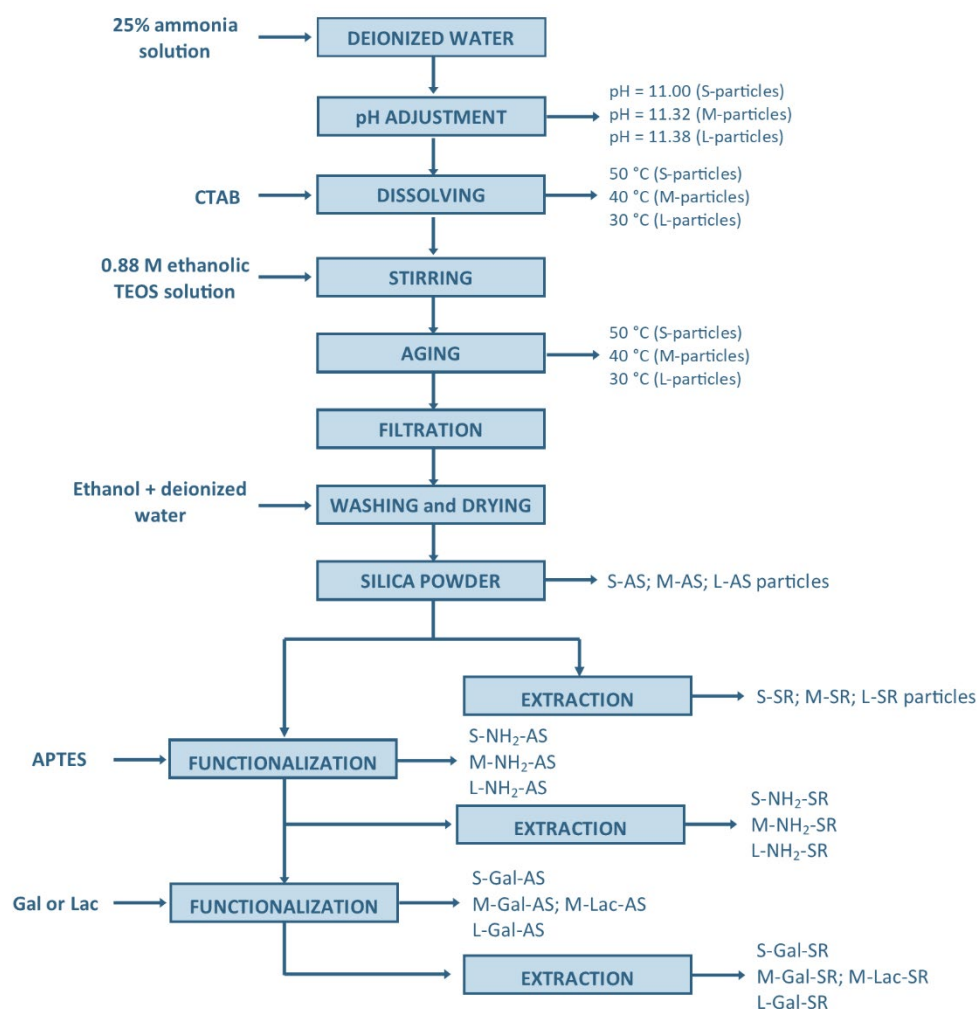 25% ammonia
solution
DEIONIZED WATER
pH ADJUSTMENT
pH = 11.00 (S-particles)
pH = 11.32 (M-particles)
pH = 11.38 (L-particles)
CTAB
DISSOLVING
50 °C (S-particles)
40 °C (M-particles)
30 °C (L-particles)
0.88 M ethanolic
TEOS solution
STIRRING
AGING
50 °C (S-particles)
40 °C (M-particles)
30 °C (L-particles)
FILTRATION
Ethanol + deionized
water
WASHING and DRYING
SILICA POWDER
S-AS; M-AS; L-AS particles
EXTRACTION
S-SR; M-SR; L-SR particles
APTES
FUNCTIONALIZATION
S-NH₂-AS
M-NH₂-AS
L-NH₂-AS
EXTRACTION
S-NH₂-SR
M-NH₂-SR
L-NH₂-SR
Gal or Lac
FUNCTIONALIZATION
S-Gal-AS
M-Gal-AS; M-Lac-AS
L-Gal-AS
EXTRACTION
S-Gal-SR
M-Gal-SR; M-Lac-SR
L-Gal-SR